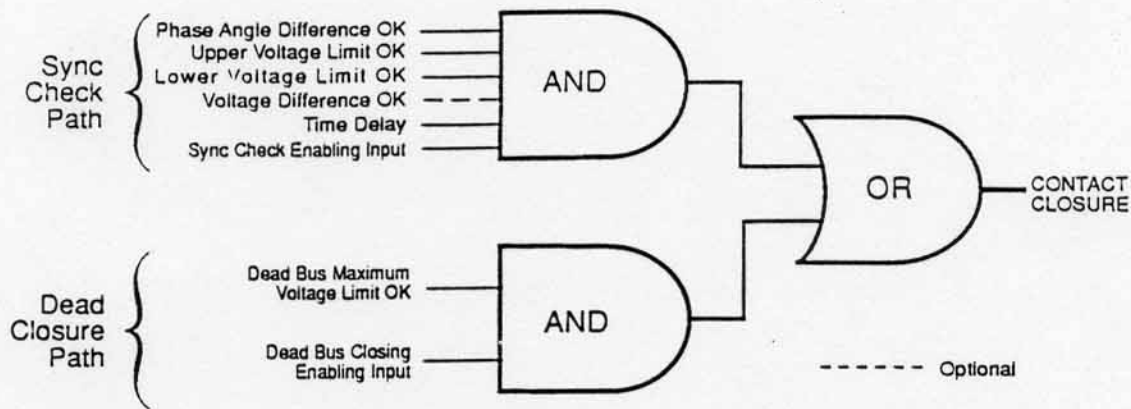 Sync
Check
Path
Phase Angle Difference OK
Upper Voltage Limit OK
Lower Voltage Limit OK
Voltage Difference OK
Time Delay
Sync Check Enabling Input
AND
OR
CONTACT
CLOSURE
Dead
Closure
Path
Dead Bus Maximum
Voltage Limit OK
Dead Bus Closing
Enabling Input
AND
Optional